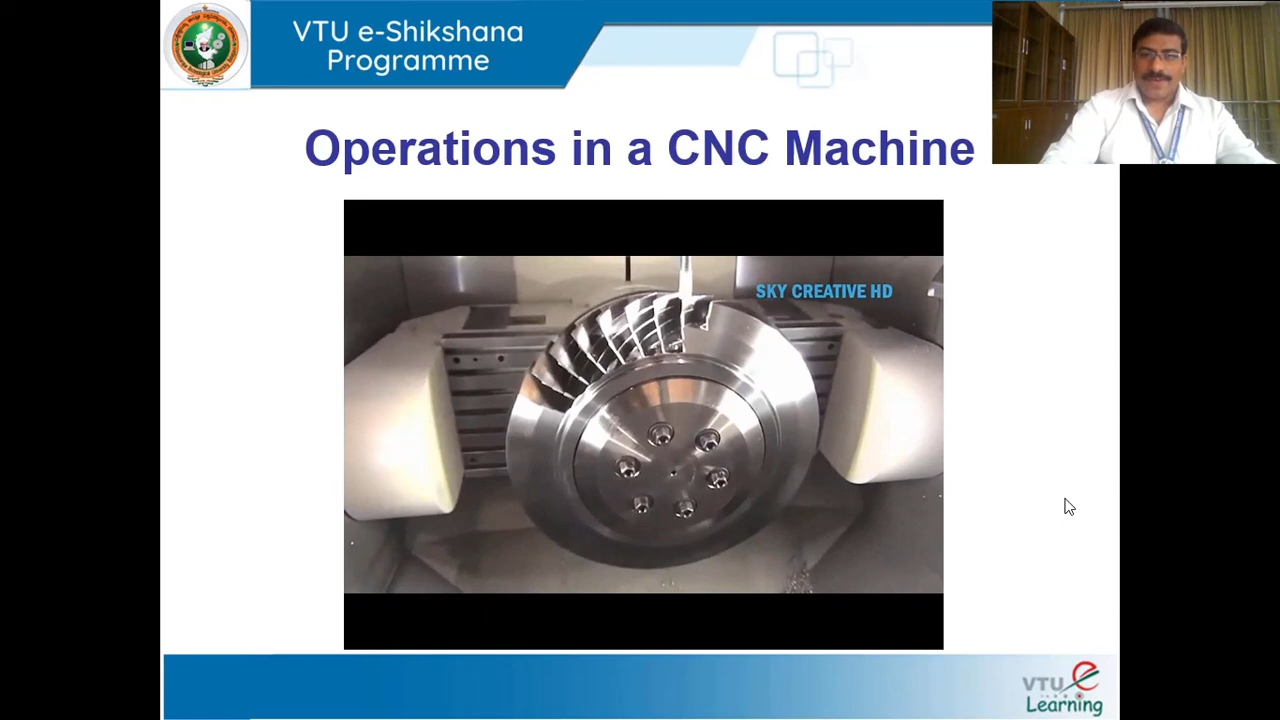 VTU e-Shikshana
Programme
Operations in a CNC Machine
SKY CREATIVE HD
VTU e
Learning